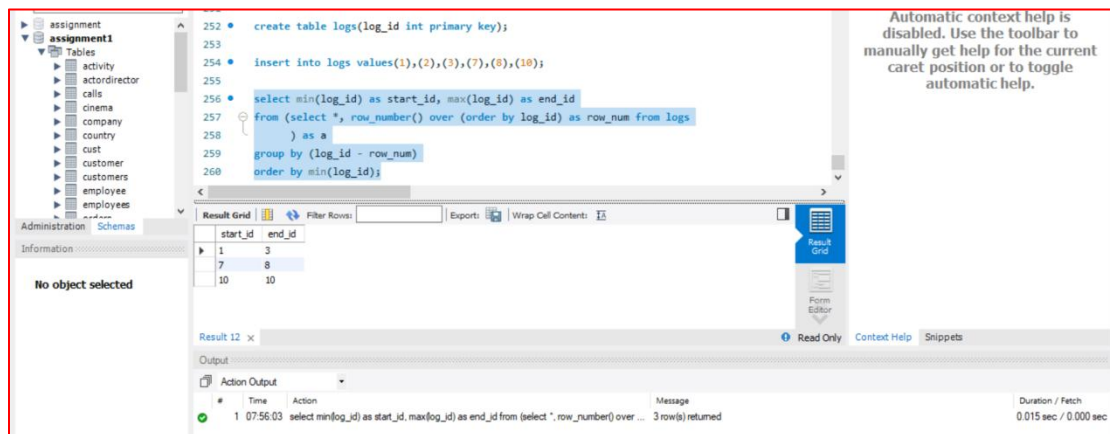 assignment
assignment1
Tables
activity
actordirector
calls
cinema
company
country
cust
customer
customers
employee
employees
Administration Schemas
Information
No object selected
252 create table logs(log_id int primary key);
253
254 insert into logs values(1),(2),(3),(7),(8),(10);
255
256 select min(log_id) as start_id, max(log_id) as end_id
257 from (select *, row_number() over (order by log_id) as row_num from logs
258 ) as a
259 group by (log_id - row_num)
260 order by min(log_id);
Result Grid Filter Rows: Export: Wrap Cell Content:
start_id end_id
1 3
7 8
10 10
Result
Grid
Form
Editor
Result 12 × Read Only
Automatic context help is
disabled. Use the toolbar to
manually get help for the current
caret position or to toggle
automatic help.
Context Help Snippets
Output
Action Output
# Time Action Message Duration / Fetch
1 07:56:03 select min(log_id) as start_id, max(log_id) as end_id from (select *, row_number() over ... 3 row(s) returned 0.015 sec / 0.000 sec